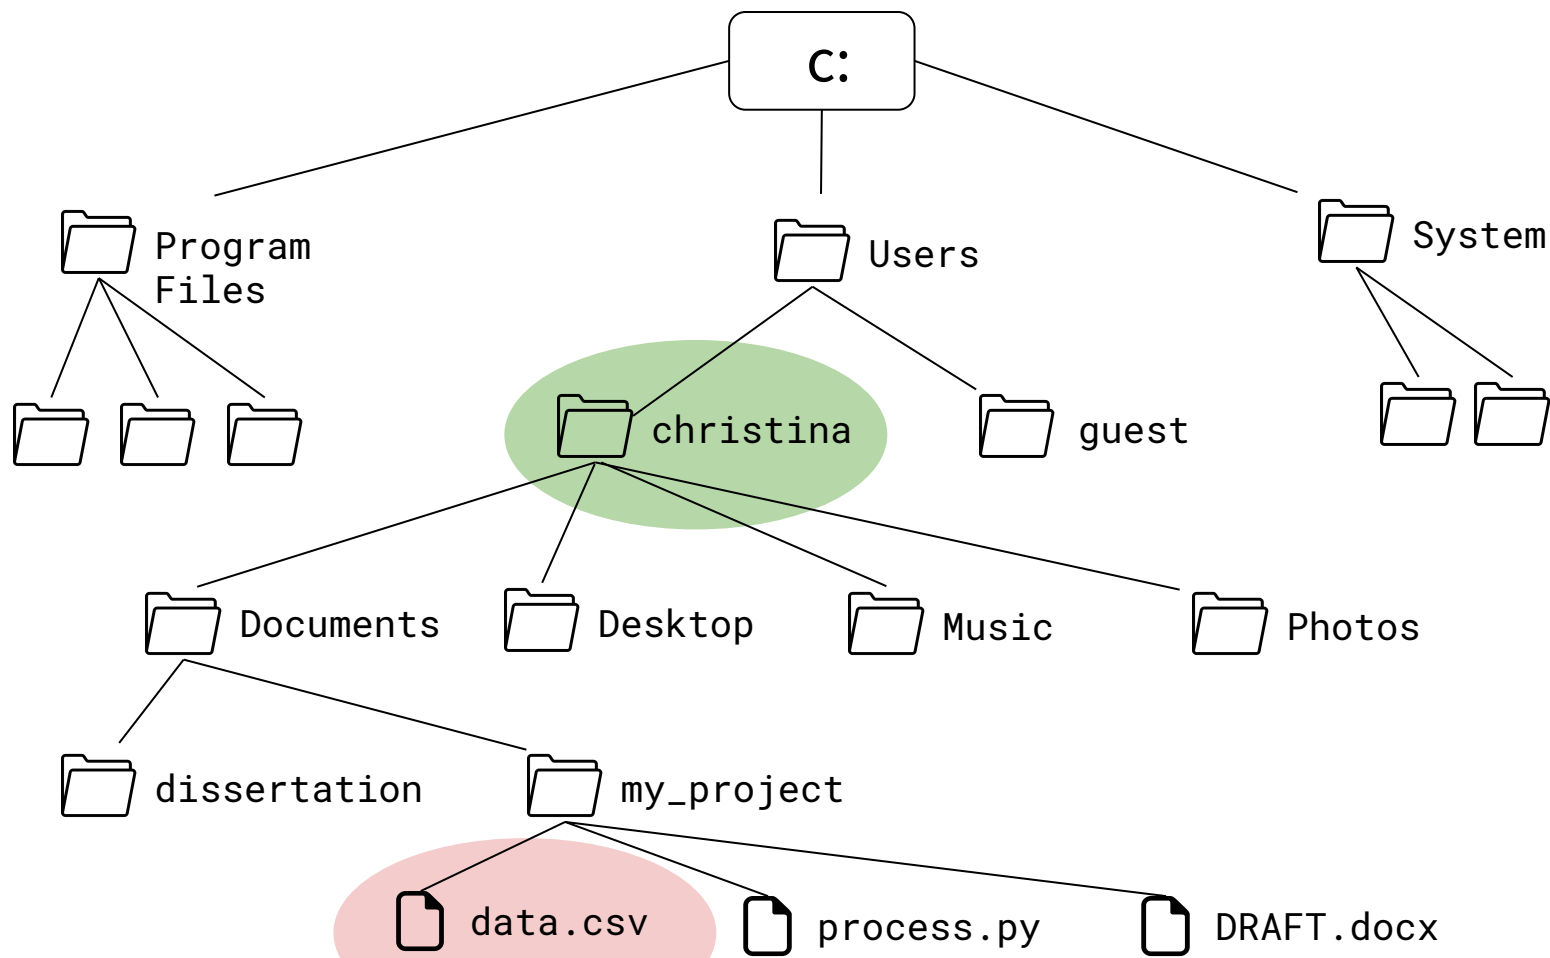 C:
Program
Files
Users
System
christina
guest
Documents
Desktop
Music
Photos
dissertation
my_project
data.csv
process.py
DRAFT.docx